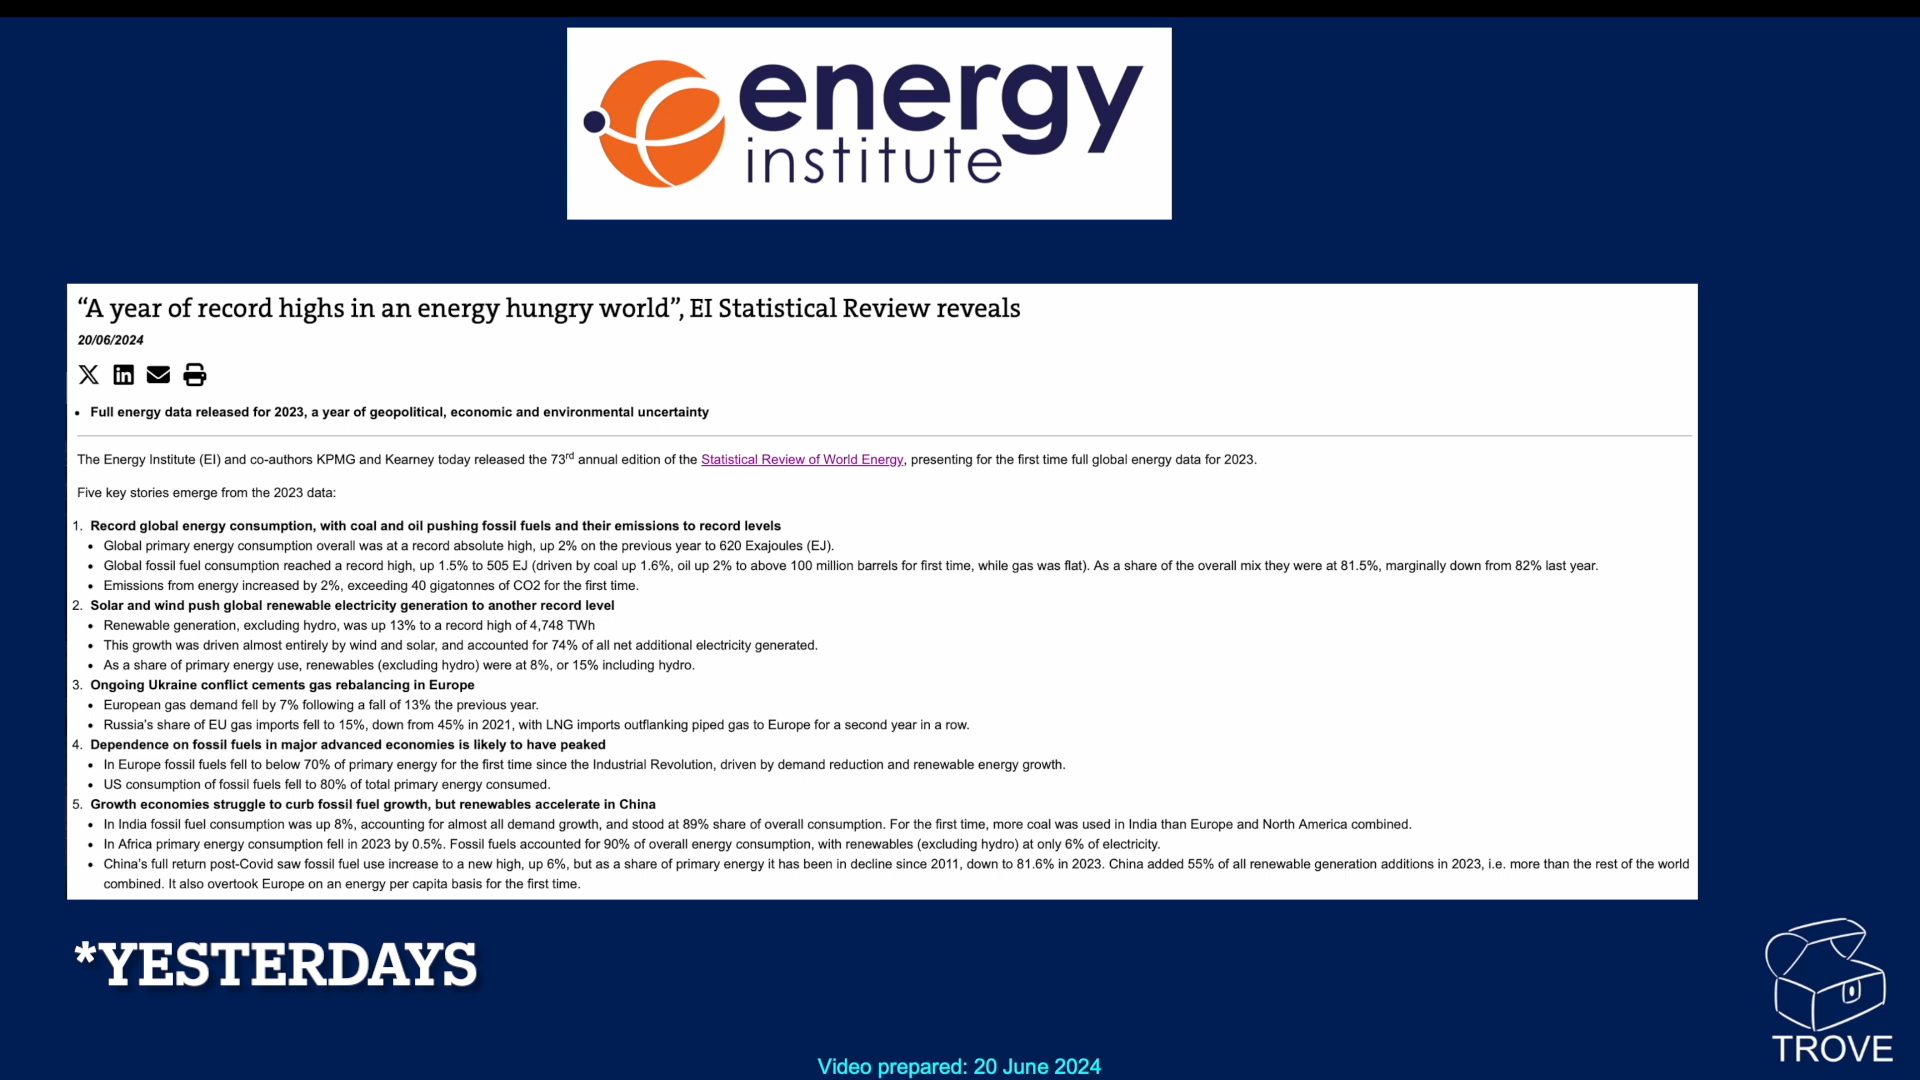 energy
institute
“A year of record highs in an energy hungry world”, EI Statistical Review reveals
20/06/2024
• Full energy data released for 2023, a year of geopolitical, economic and environmental uncertainty
The Energy Institute (EI) and co-authors KPMG and Kearney today released the 73rd annual edition of the Statistical Review of World Energy, presenting for the first time full global energy data for 2023.
Five key stories emerge from the 2023 data:
1. Record global energy consumption, with coal and oil pushing fossil fuels and their emissions to record levels
• Global primary energy consumption overall was at a record absolute high, up 2% on the previous year to 620 Exajoules (EJ).
• Global fossil fuel consumption reached a record high, up 1.5% to 505 EJ (driven by coal up 1.6%, oil up 2% to above 100 million barrels for first time, while gas was flat). As a share of the overall mix they were at 81.5%, marginally down from 82% last year.
• Emissions from energy increased by 2%, exceeding 40 gigatonnes of CO2 for the first time.
2. Solar and wind push global renewable electricity generation to another record level
• Renewable generation, excluding hydro, was up 13% to a record high of 4,748 TWh
• This growth was driven almost entirely by wind and solar, and accounted for 74% of all net additional electricity generated.
• As a share of primary energy use, renewables (excluding hydro) were at 8%, or 15% including hydro.
3. Ongoing Ukraine conflict cements gas rebalancing in Europe
• European gas demand fell by 7% following a fall of 13% the previous year.
• Russia’s share of EU gas imports fell to 15%, down from 45% in 2021, with LNG imports outflanking piped gas to Europe for a second year in a row.
4. Dependence on fossil fuels in major advanced economies is likely to have peaked
• In Europe fossil fuels fell to below 70% of primary energy for the first time since the Industrial Revolution, driven by demand reduction and renewable energy growth.
• US consumption of fossil fuels fell to 80% of total primary energy consumed.
5. Growth economies struggle to curb fossil fuel growth, but renewables accelerate in China
• In India fossil fuel consumption was up 8%, accounting for almost all demand growth, and stood at 89% share of overall consumption. For the first time, more coal was used in India than Europe and North America combined.
• In Africa primary energy consumption fell in 2023 by 0.5%. Fossil fuels accounted for 90% of overall energy consumption, with renewables (excluding hydro) at only 6% of electricity.
• China’s full return post-Covid saw fossil fuel use increase to a new high, up 6%, but as a share of primary energy it has been in decline since 2011, down to 81.6% in 2023. China added 55% of all renewable generation additions in 2023, i.e. more than the rest of the world
combined. It also overtook Europe on an energy per capita basis for the first time.
*YESTERDAYS
TROVE
Video prepared: 20 June 2024